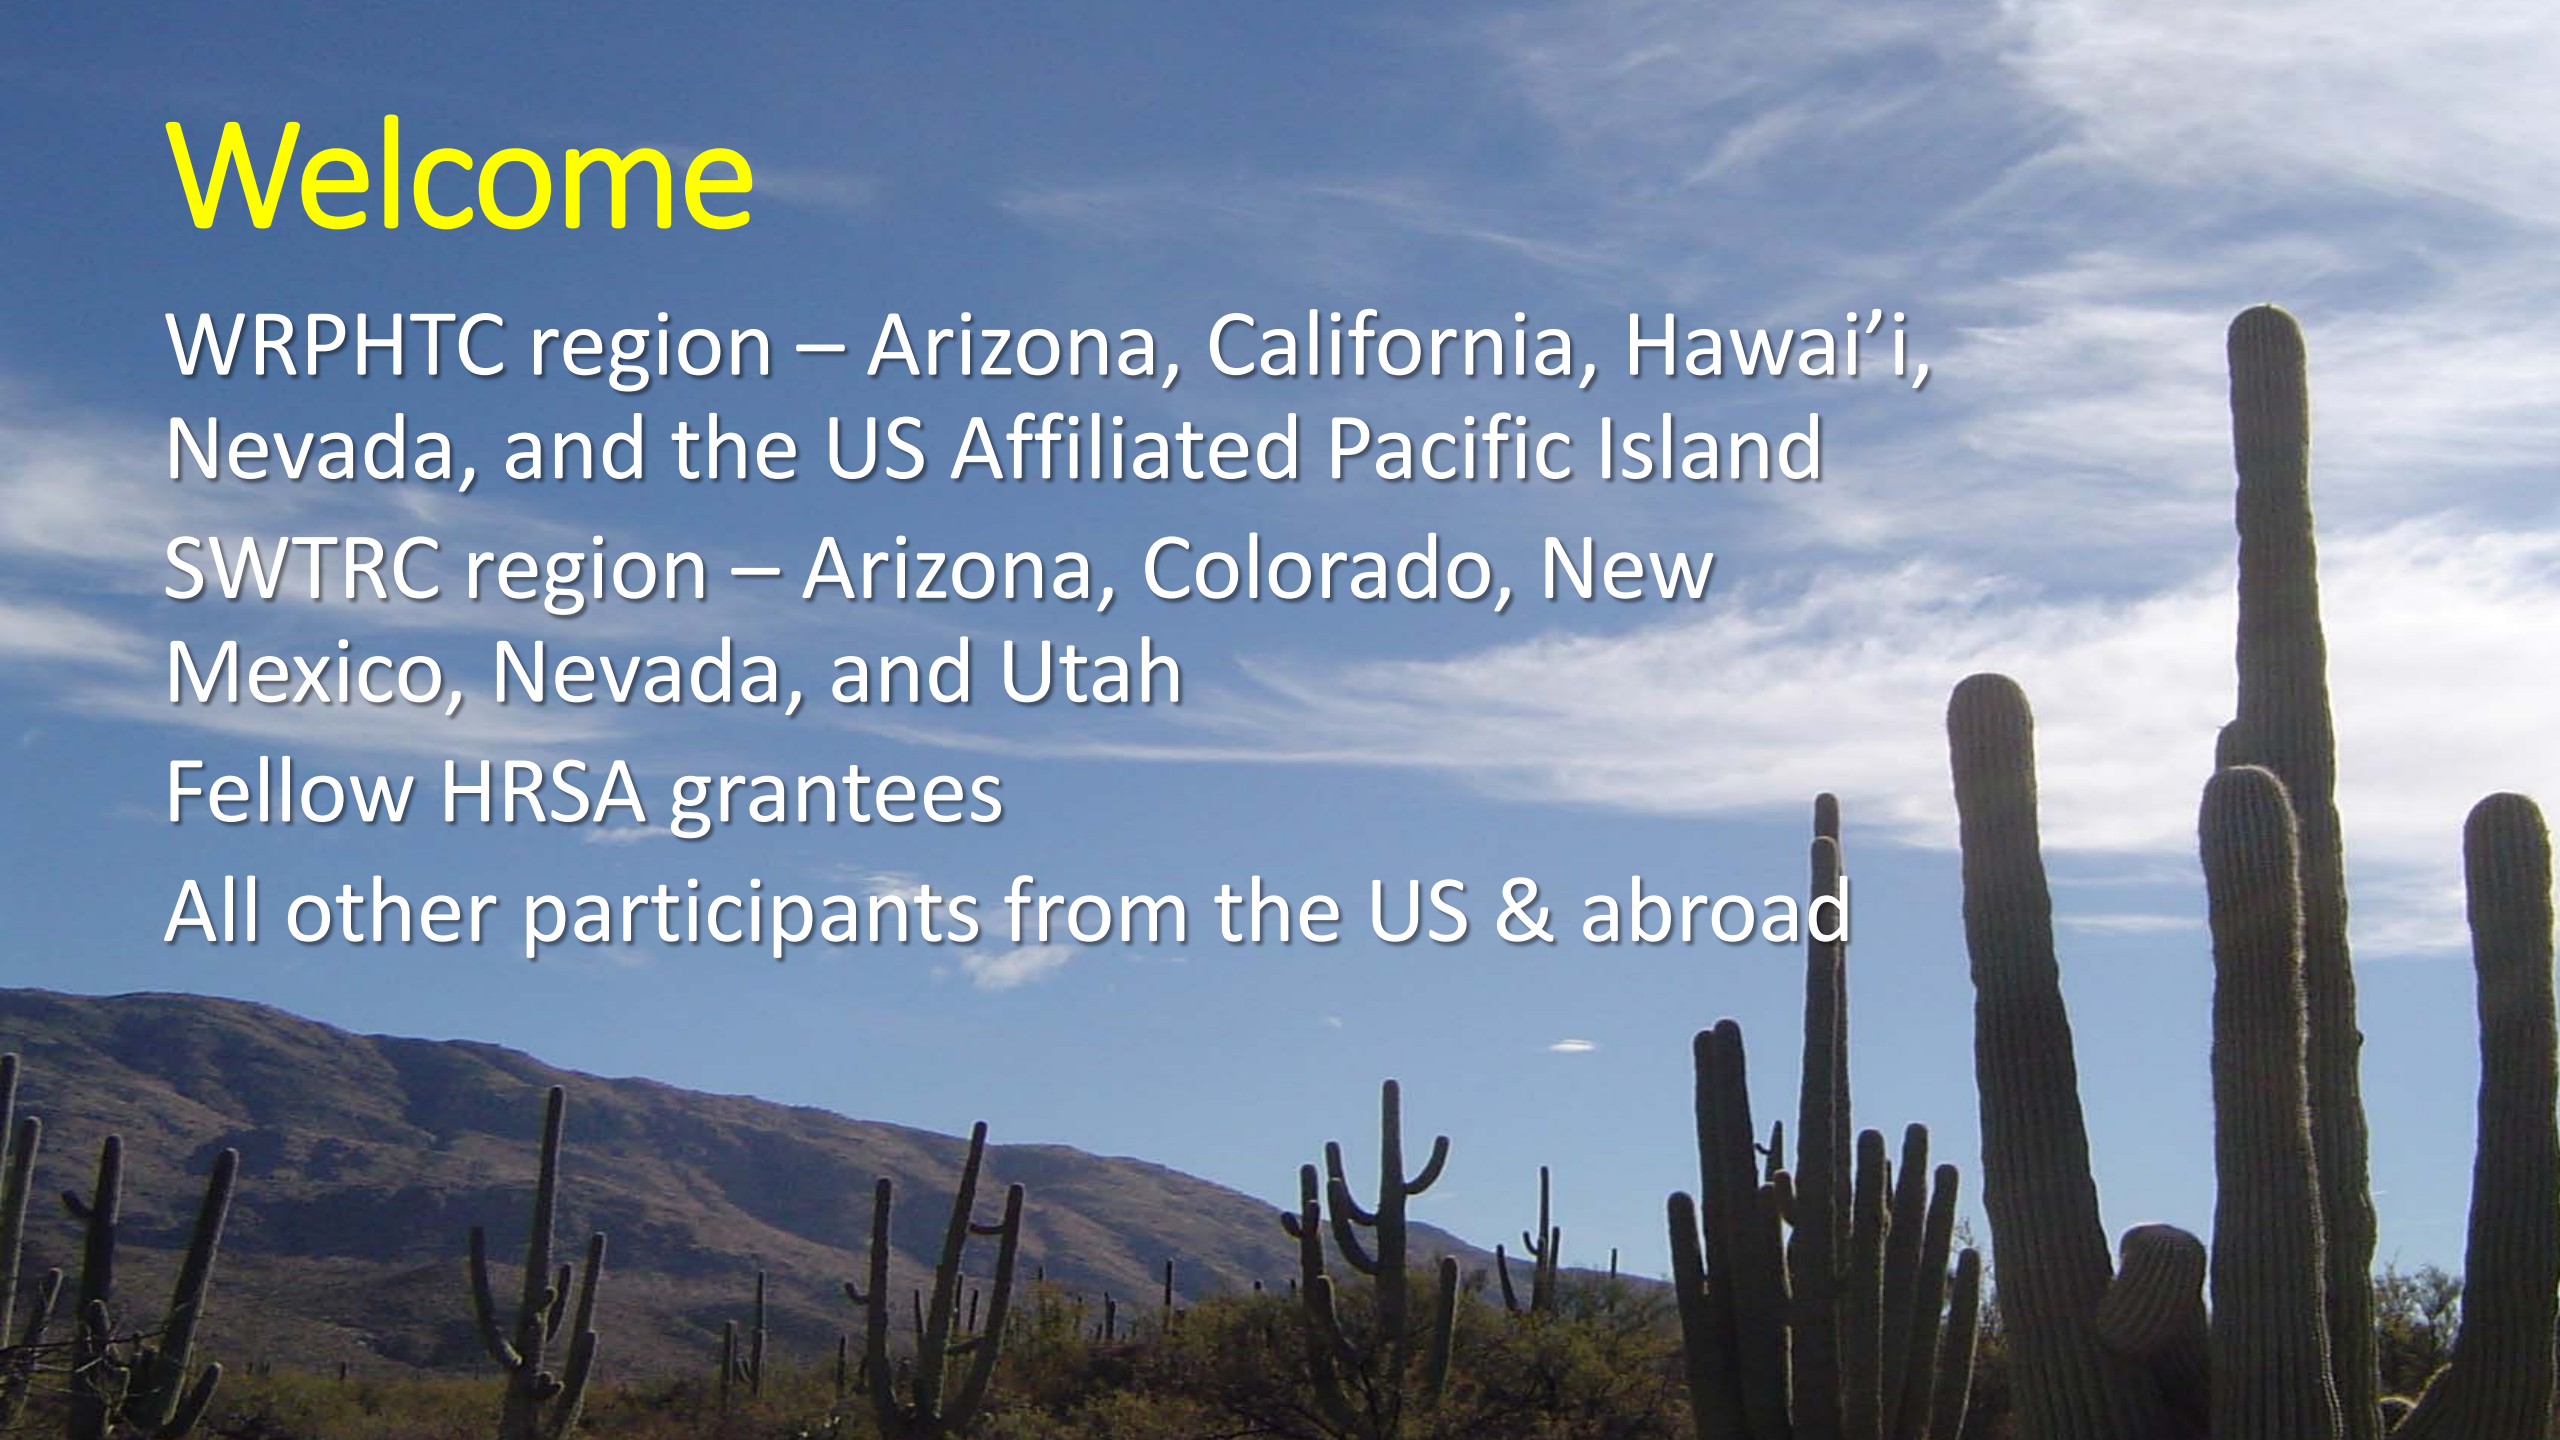 Welcome
WRPHTC region – Arizona, California, Hawai’i,
Nevada, and the US Affiliated Pacific Island
SWTRC region – Arizona, Colorado, New
Mexico, Nevada, and Utah
Fellow HRSA grantees
All other participants from the US & abroad